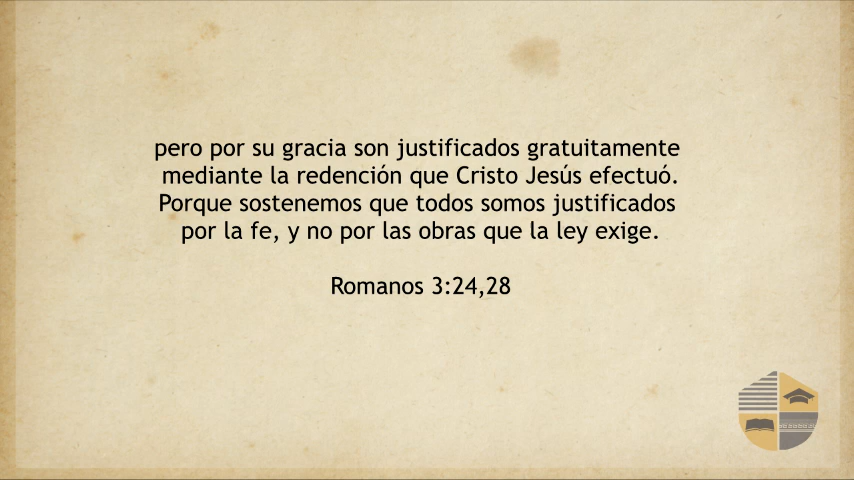 pero por su gracia son justificados gratuitamente
mediante la redención que Cristo Jesús efectuó.
Porque sostenemos que todos somos justificados
por la fe, y no por las obras que la ley exige.
Romanos 3:24,28